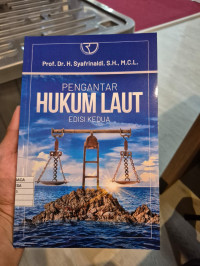 Prof. Dr. H. Syafrinaldi, S.H., M.C.L.
PENGANTAR
HUKUM LAUT
EDISI KEDUA